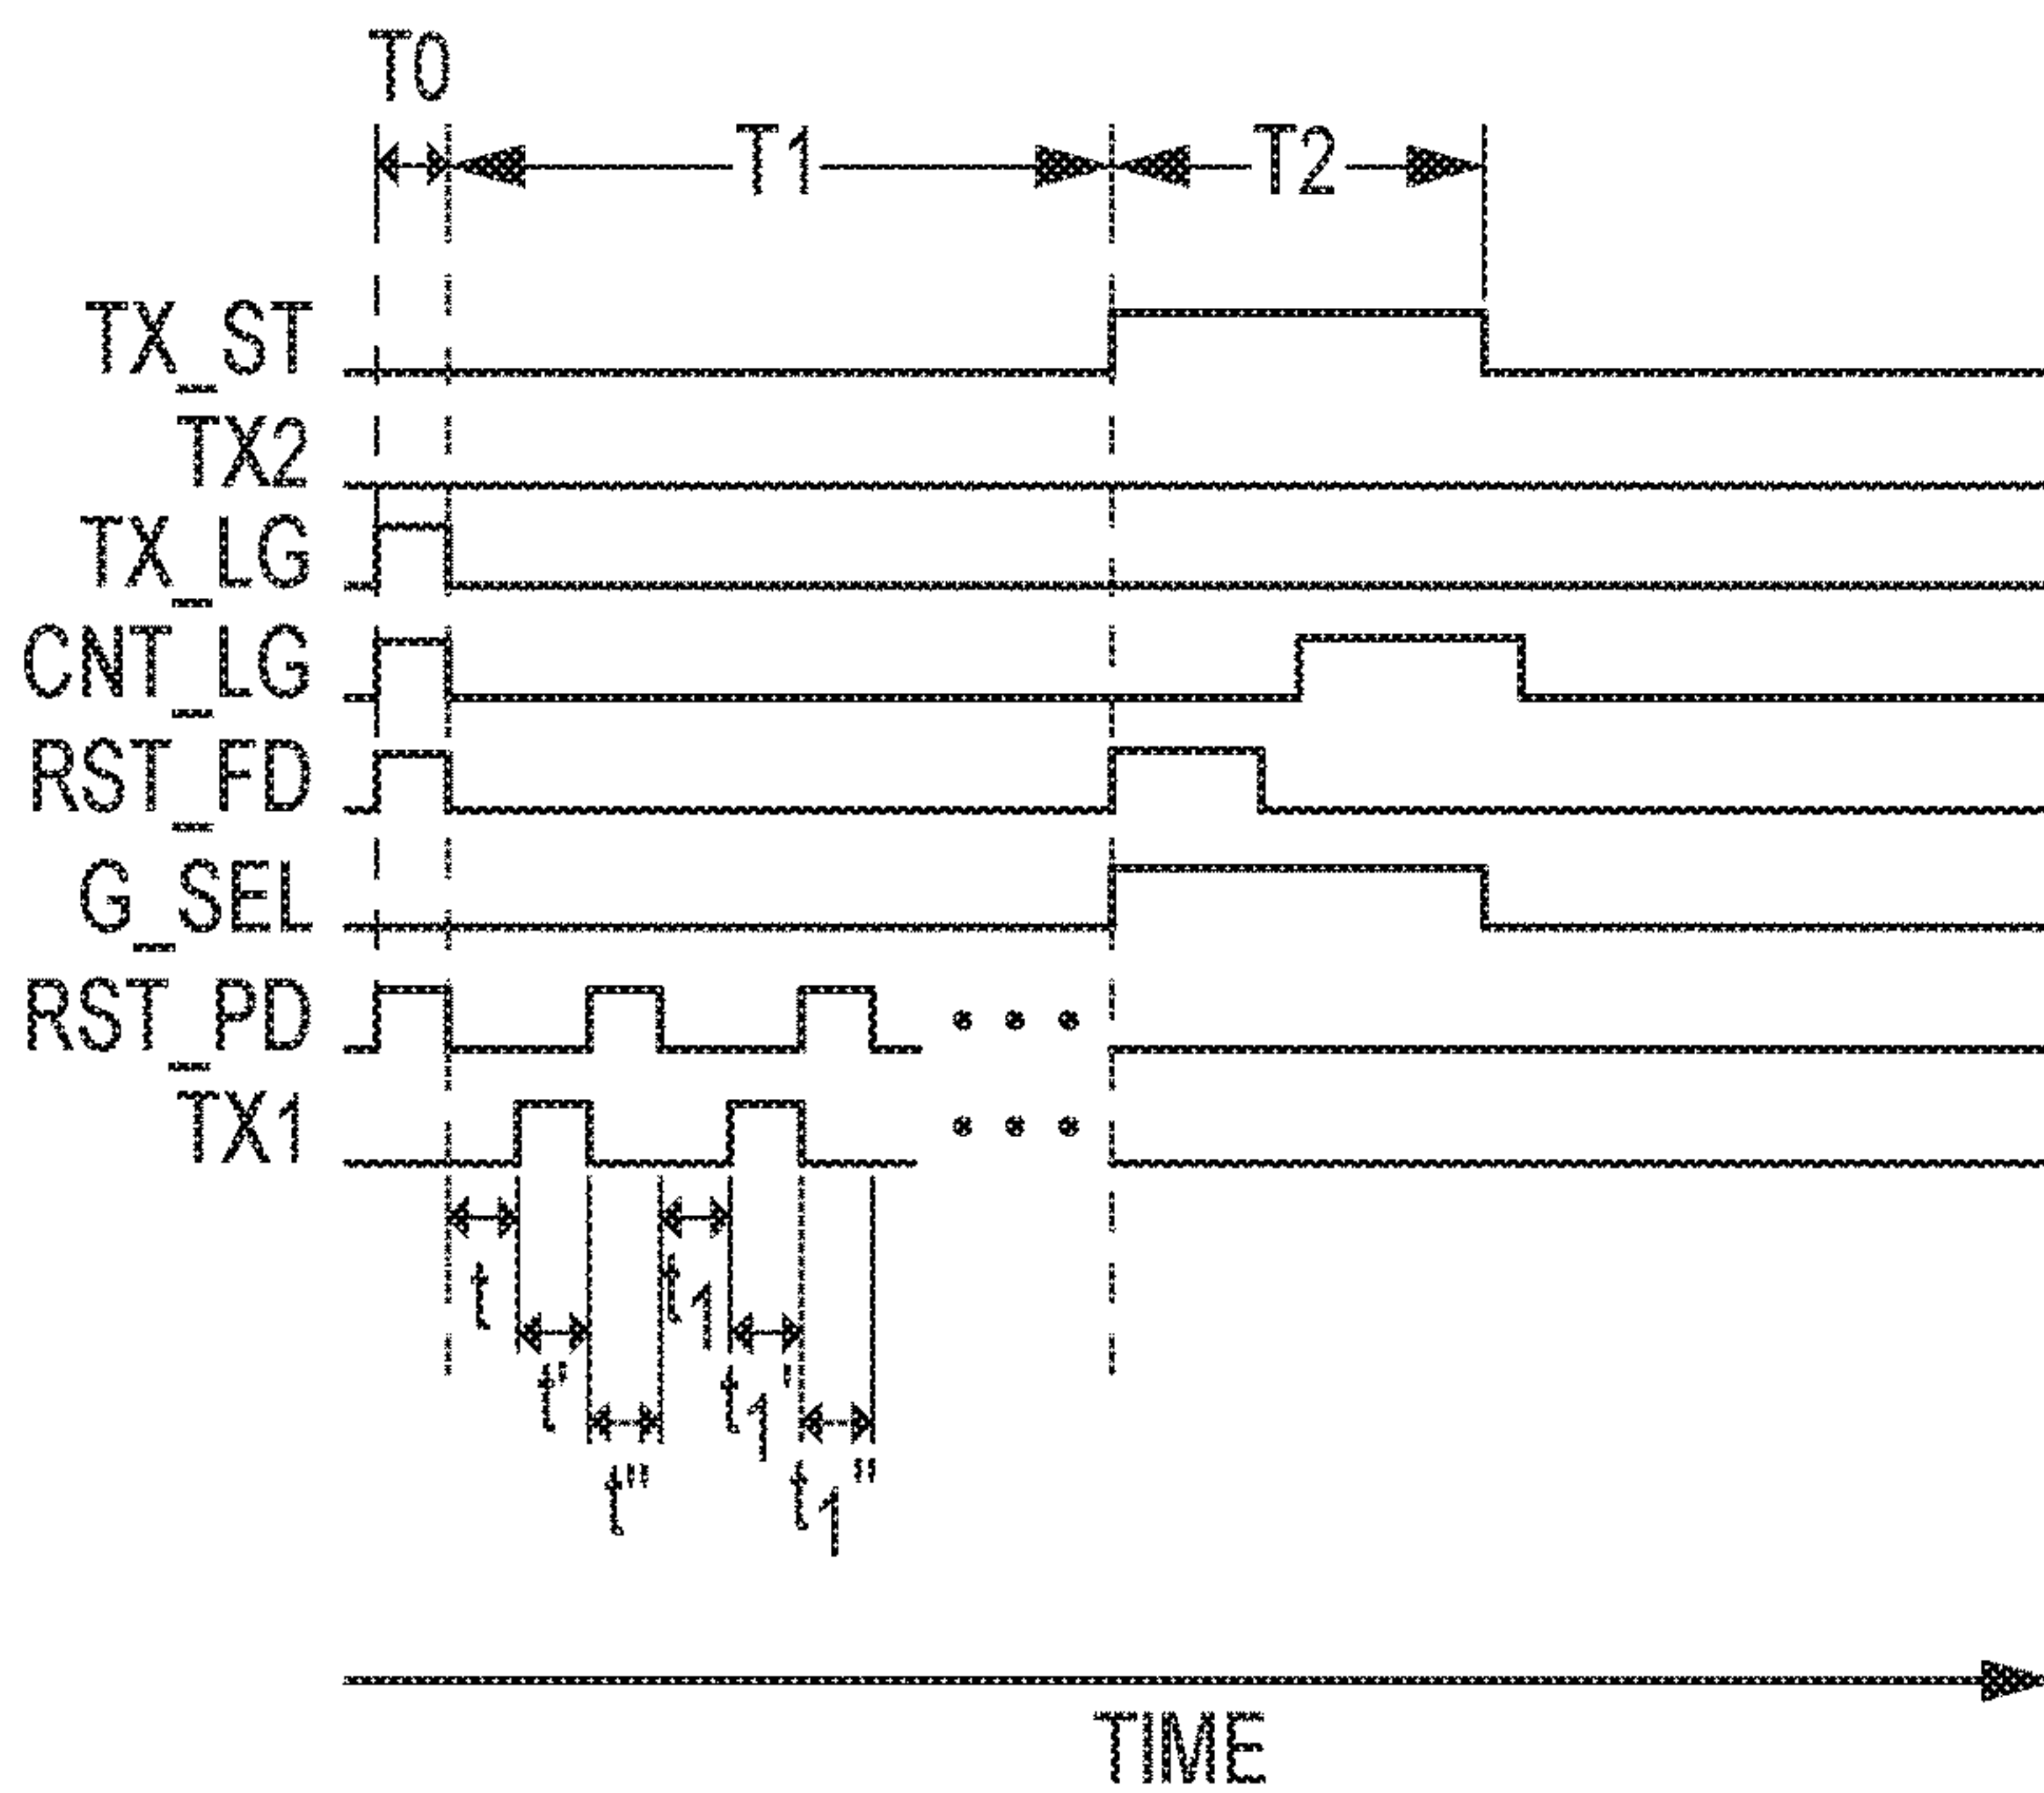 T0
T1
T2
TX_ST
TX2
TX_LG
CNT_LG
RST_FD
G_SEL
RST_PD
TX1
t
t1
t'
t1'
t"
t1"
TIME